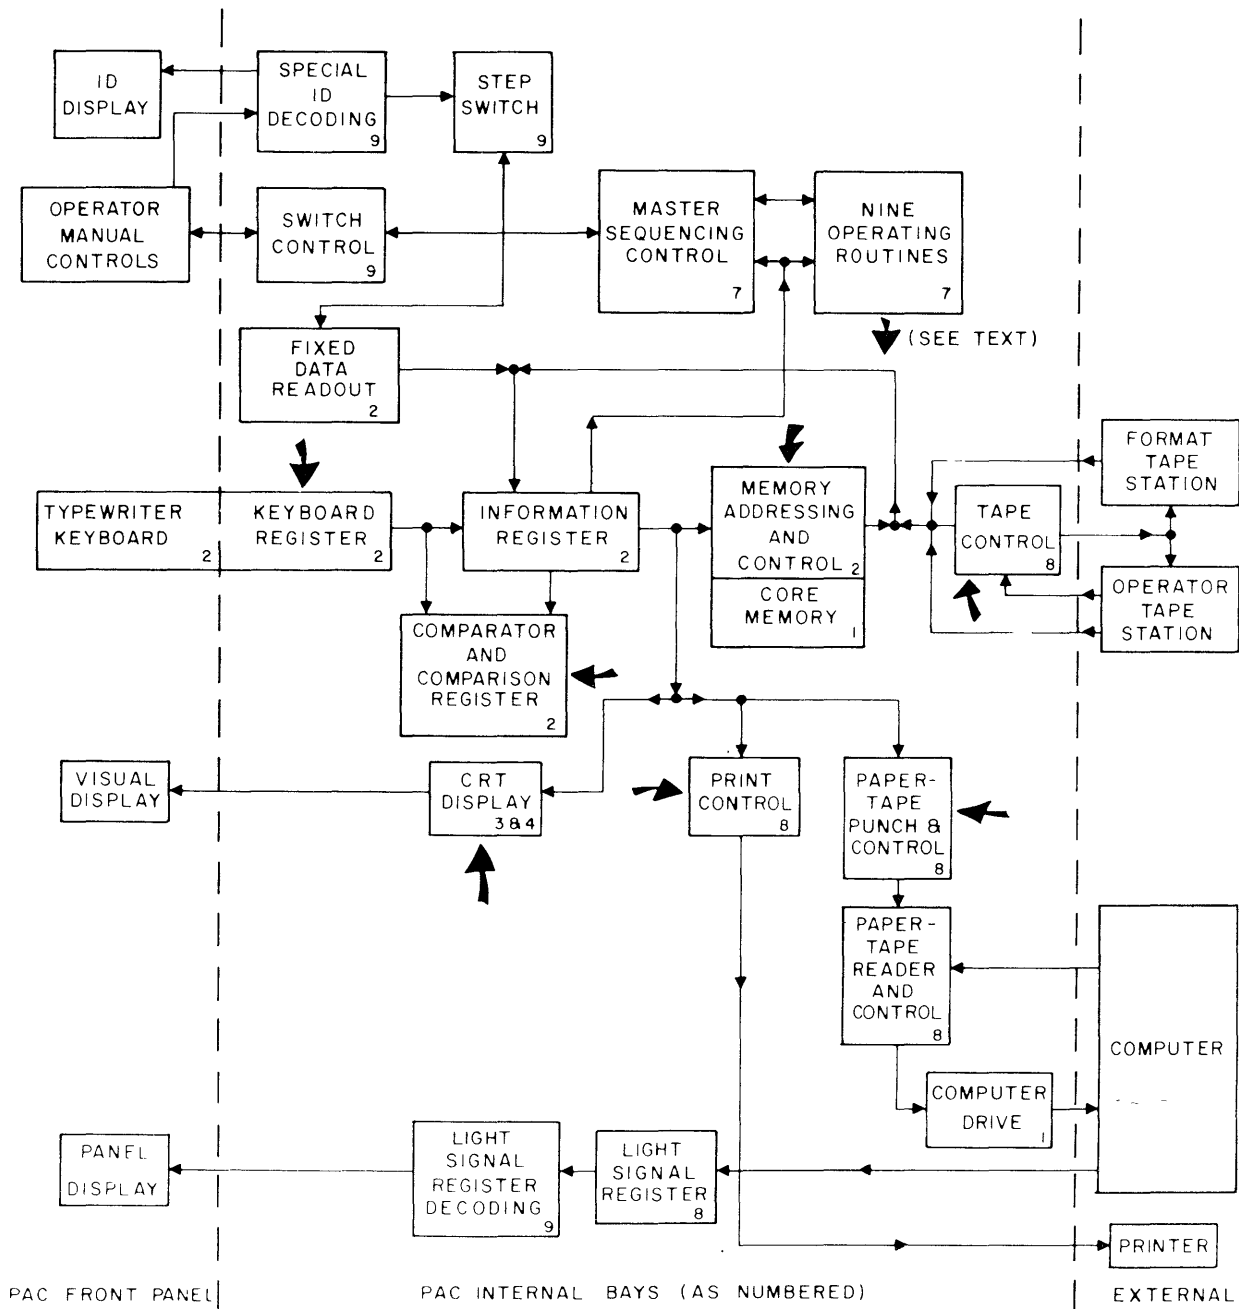 ID
DISPLAY
SPECIAL
ID
DECODING
9
STEP
SWITCH
9
OPERATOR
MANUAL
CONTROLS
SWITCH
CONTROL
9
MASTER
SEQUENCING
CONTROL
7
NINE
OPERATING
ROUTINES
7
(SEE TEXT)
FIXED
DATA
READOUT
2
TYPEWRITER
KEYBOARD
2
KEYBOARD
REGISTER
2
INFORMATION
REGISTER
2
MEMORY
ADDRESSING
AND
CONTROL
2
CORE
MEMORY
1
TAPE
CONTROL
8
FORMAT
TAPE
STATION
OPERATOR
TAPE
STATION
COMPARATOR
AND
COMPARISON
REGISTER
2
VISUAL
DISPLAY
CRT
DISPLAY
3 & 4
PRINT
CONTROL
8
PAPER-
TAPE
PUNCH &
CONTROL
8
PAPER-
TAPE
READER
AND
CONTROL
8
COMPUTER
COMPUTER
DRIVE
1
PANEL
DISPLAY
LIGHT
SIGNAL
REGISTER
DECODING
9
LIGHT
SIGNAL
REGISTER
8
PRINTER
PAC FRONT PANEL
PAC INTERNAL BAYS (AS NUMBERED)
EXTERNAL